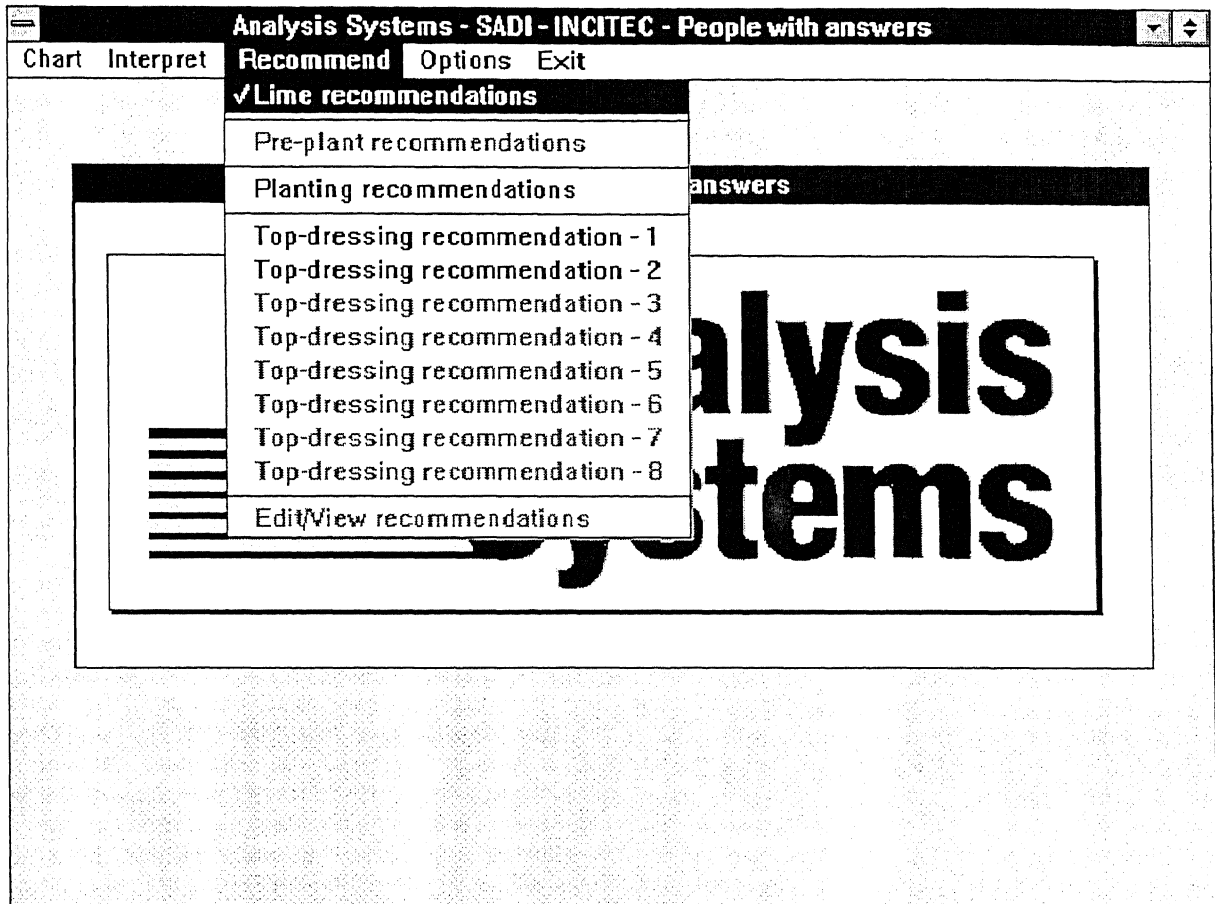 Analysis Systems - SADI - INCITEC - People with answers
Chart Interpret Recommend Options Exit
✓Lime recommendations
Pre-plant recommendations
Planting recommendations
answers
Top-dressing recommendation - 1
Top-dressing recommendation - 2
Top-dressing recommendation - 3
Top-dressing recommendation - 4
Top-dressing recommendation - 5
Top-dressing recommendation - 6
Top-dressing recommendation - 7
Top-dressing recommendation - 8
Edit/View recommendations
alysis
systems